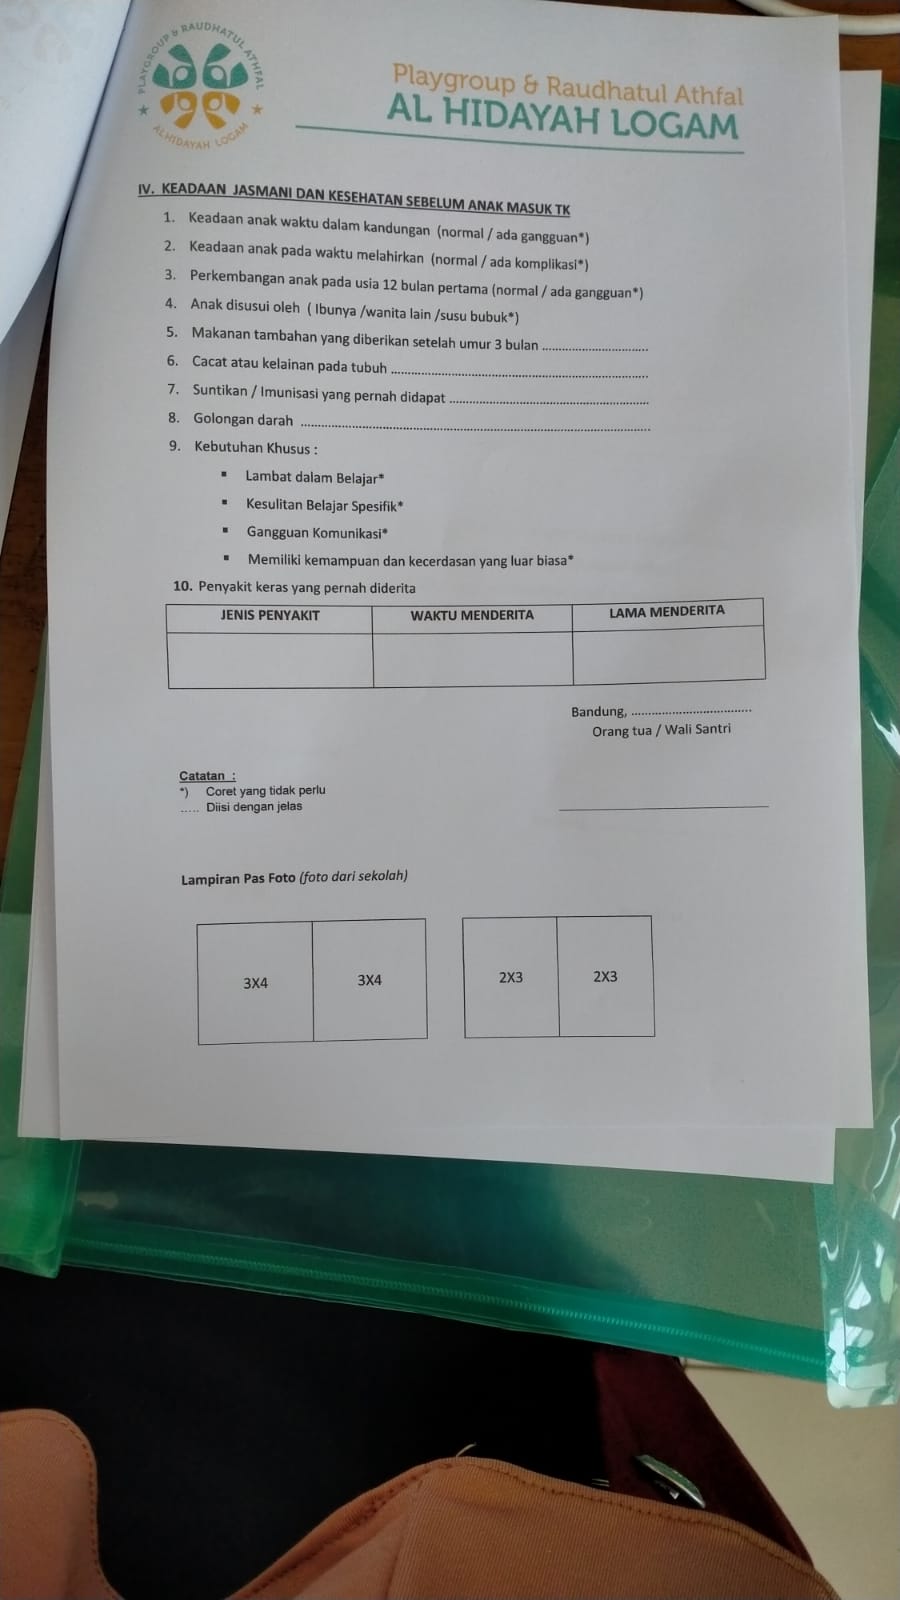 PLAYGROUP & RAUDHATUL ATHFAL
ALHIDAYAH LOGAM
Playgroup & Raudhatul Athfal
AL HIDAYAH LOGAM
IV. KEADAAN JASMANI DAN KESEHATAN SEBELUM ANAK MASUK TK
1. Keadaan anak waktu dalam kandungan (normal / ada gangguan*)
2. Keadaan anak pada waktu melahirkan (normal / ada komplikasi*)
3. Perkembangan anak pada usia 12 bulan pertama (normal / ada gangguan*)
4. Anak disusui oleh ( Ibunya /wanita lain /susu bubuk*)
5. Makanan tambahan yang diberikan setelah umur 3 bulan ............................
6. Cacat atau kelainan pada tubuh ............................
7. Suntikan / Imunisasi yang pernah didapat ............................
8. Golongan darah ............................
9. Kebutuhan Khusus :
▪ Lambat dalam Belajar*
▪ Kesulitan Belajar Spesifik*
▪ Gangguan Komunikasi*
▪ Memiliki kemampuan dan kecerdasan yang luar biasa*
10. Penyakit keras yang pernah diderita
JENIS PENYAKIT WAKTU MENDERITA LAMA MENDERITA
Bandung, ............................
Orang tua / Wali Santri
Catatan :
*) Coret yang tidak perlu
..... Diisi dengan jelas
Lampiran Pas Foto (foto dari sekolah)
3X4 3X4 2X3 2X3